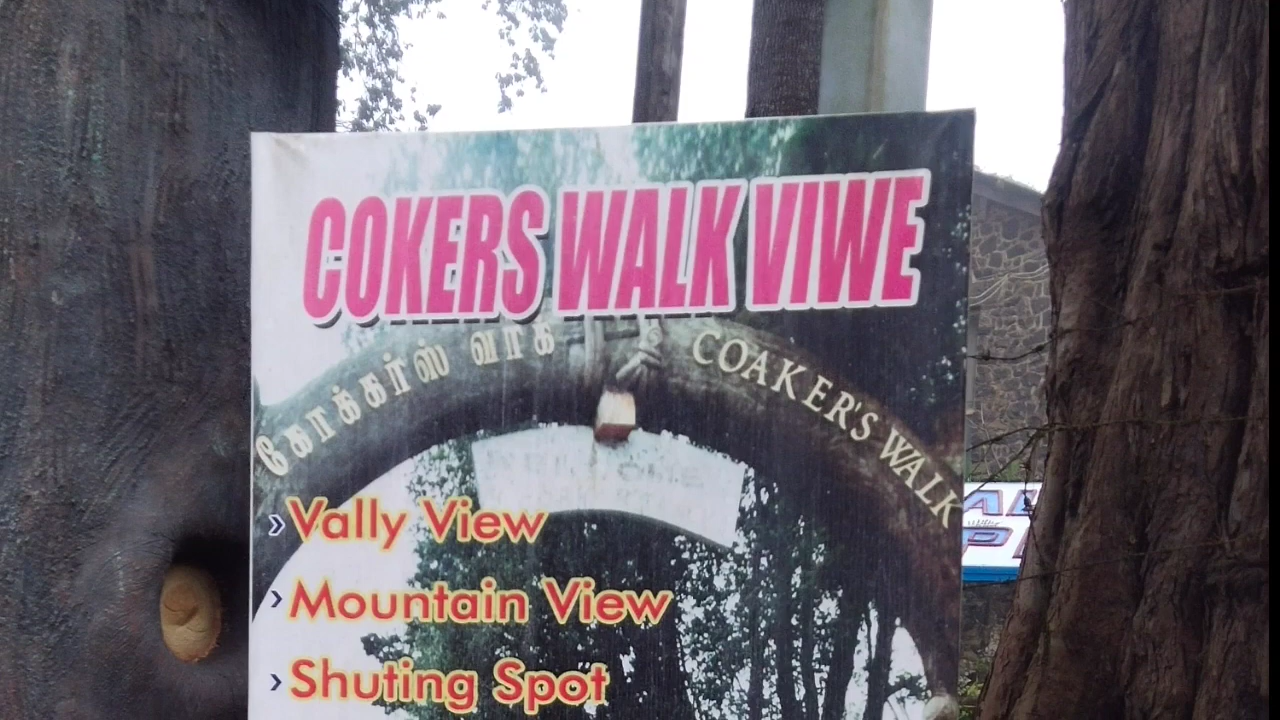 COKERS WALK VIWE
கோக்கர்ஸ் வாக்
COAKER'S WALK
› Vally View
› Mountain View
› Shuting Spot